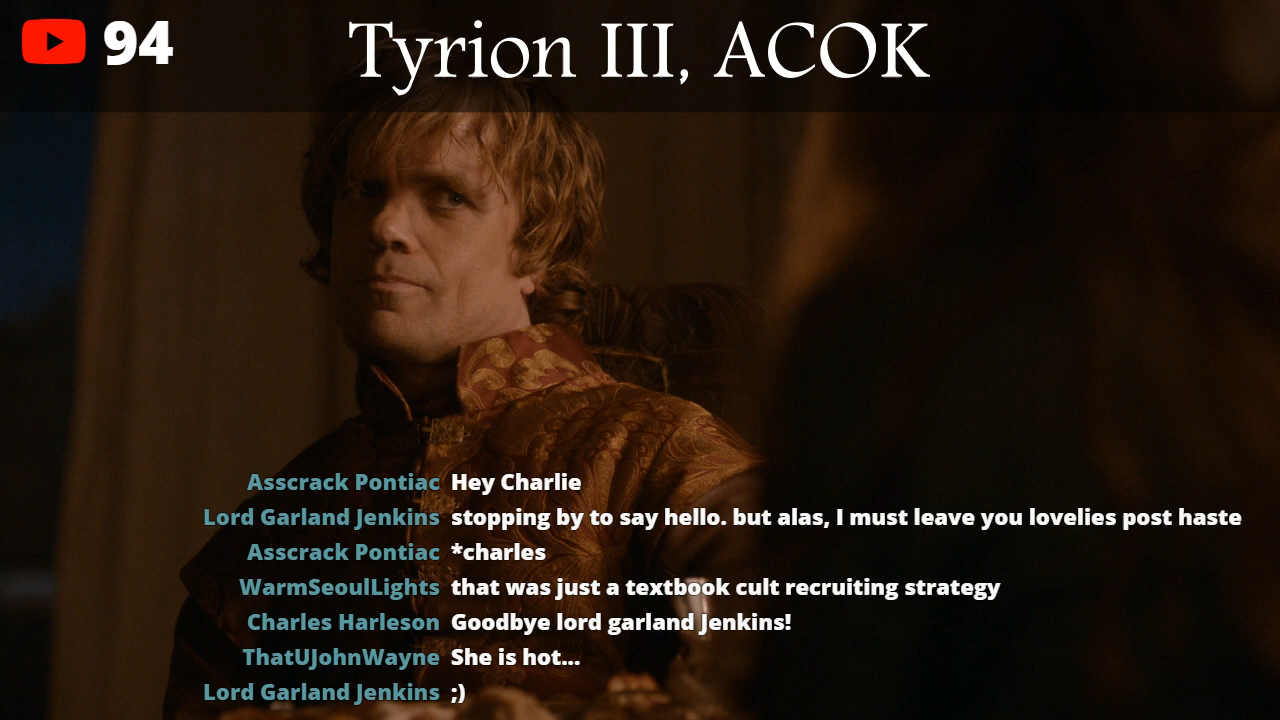 94
Tyrion III, ACOK
Asscrack Pontiac Hey Charlie
Lord Garland Jenkins stopping by to say hello. but alas, I must leave you lovelies post haste
Asscrack Pontiac *charles
WarmSeoulLights that was just a textbook cult recruiting strategy
Charles Harleson Goodbye lord garland Jenkins!
ThatUJohnWayne She is hot...
Lord Garland Jenkins ;)